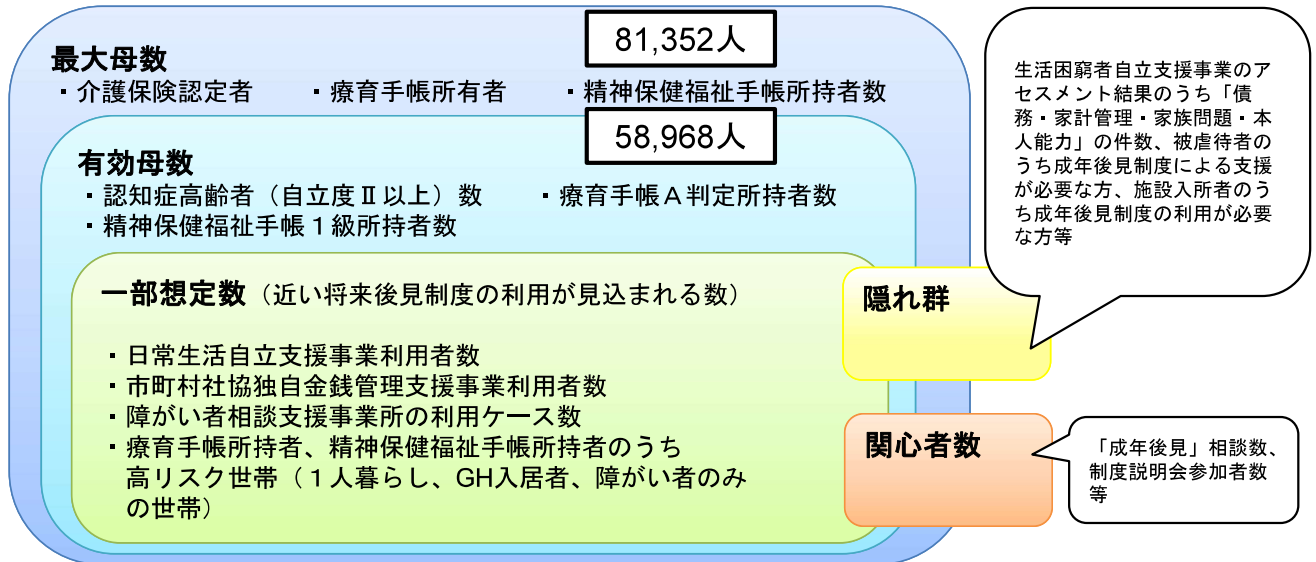 81,352人
最大母数
・介護保険認定者　　・療育手帳所有者　　・精神保健福祉手帳所持者数
58,968人
有効母数
・認知症高齢者（自立度Ⅱ以上）数　　・療育手帳Ａ判定所持者数
・精神保健福祉手帳１級所持者数
一部想定数（近い将来後見制度の利用が見込まれる数）
・日常生活自立支援事業利用者数
・市町村社協独自金銭管理支援事業利用者数
・障がい者相談支援事業所の利用ケース数
・療育手帳所持者、精神保健福祉手帳所持者のうち
高リスク世帯（１人暮らし、GH入居者、障がい者のみ
の世帯）
隠れ群
生活困窮者自立支援事業のア
セスメント結果のうち「債
務・家計管理・家族問題・本
人能力」の件数、被虐待者の
うち成年後見制度による支援
が必要な方、施設入所者のう
ち成年後見制度の利用が必要
な方等
関心者数
「成年後見」相談数、
制度説明会参加者数
等